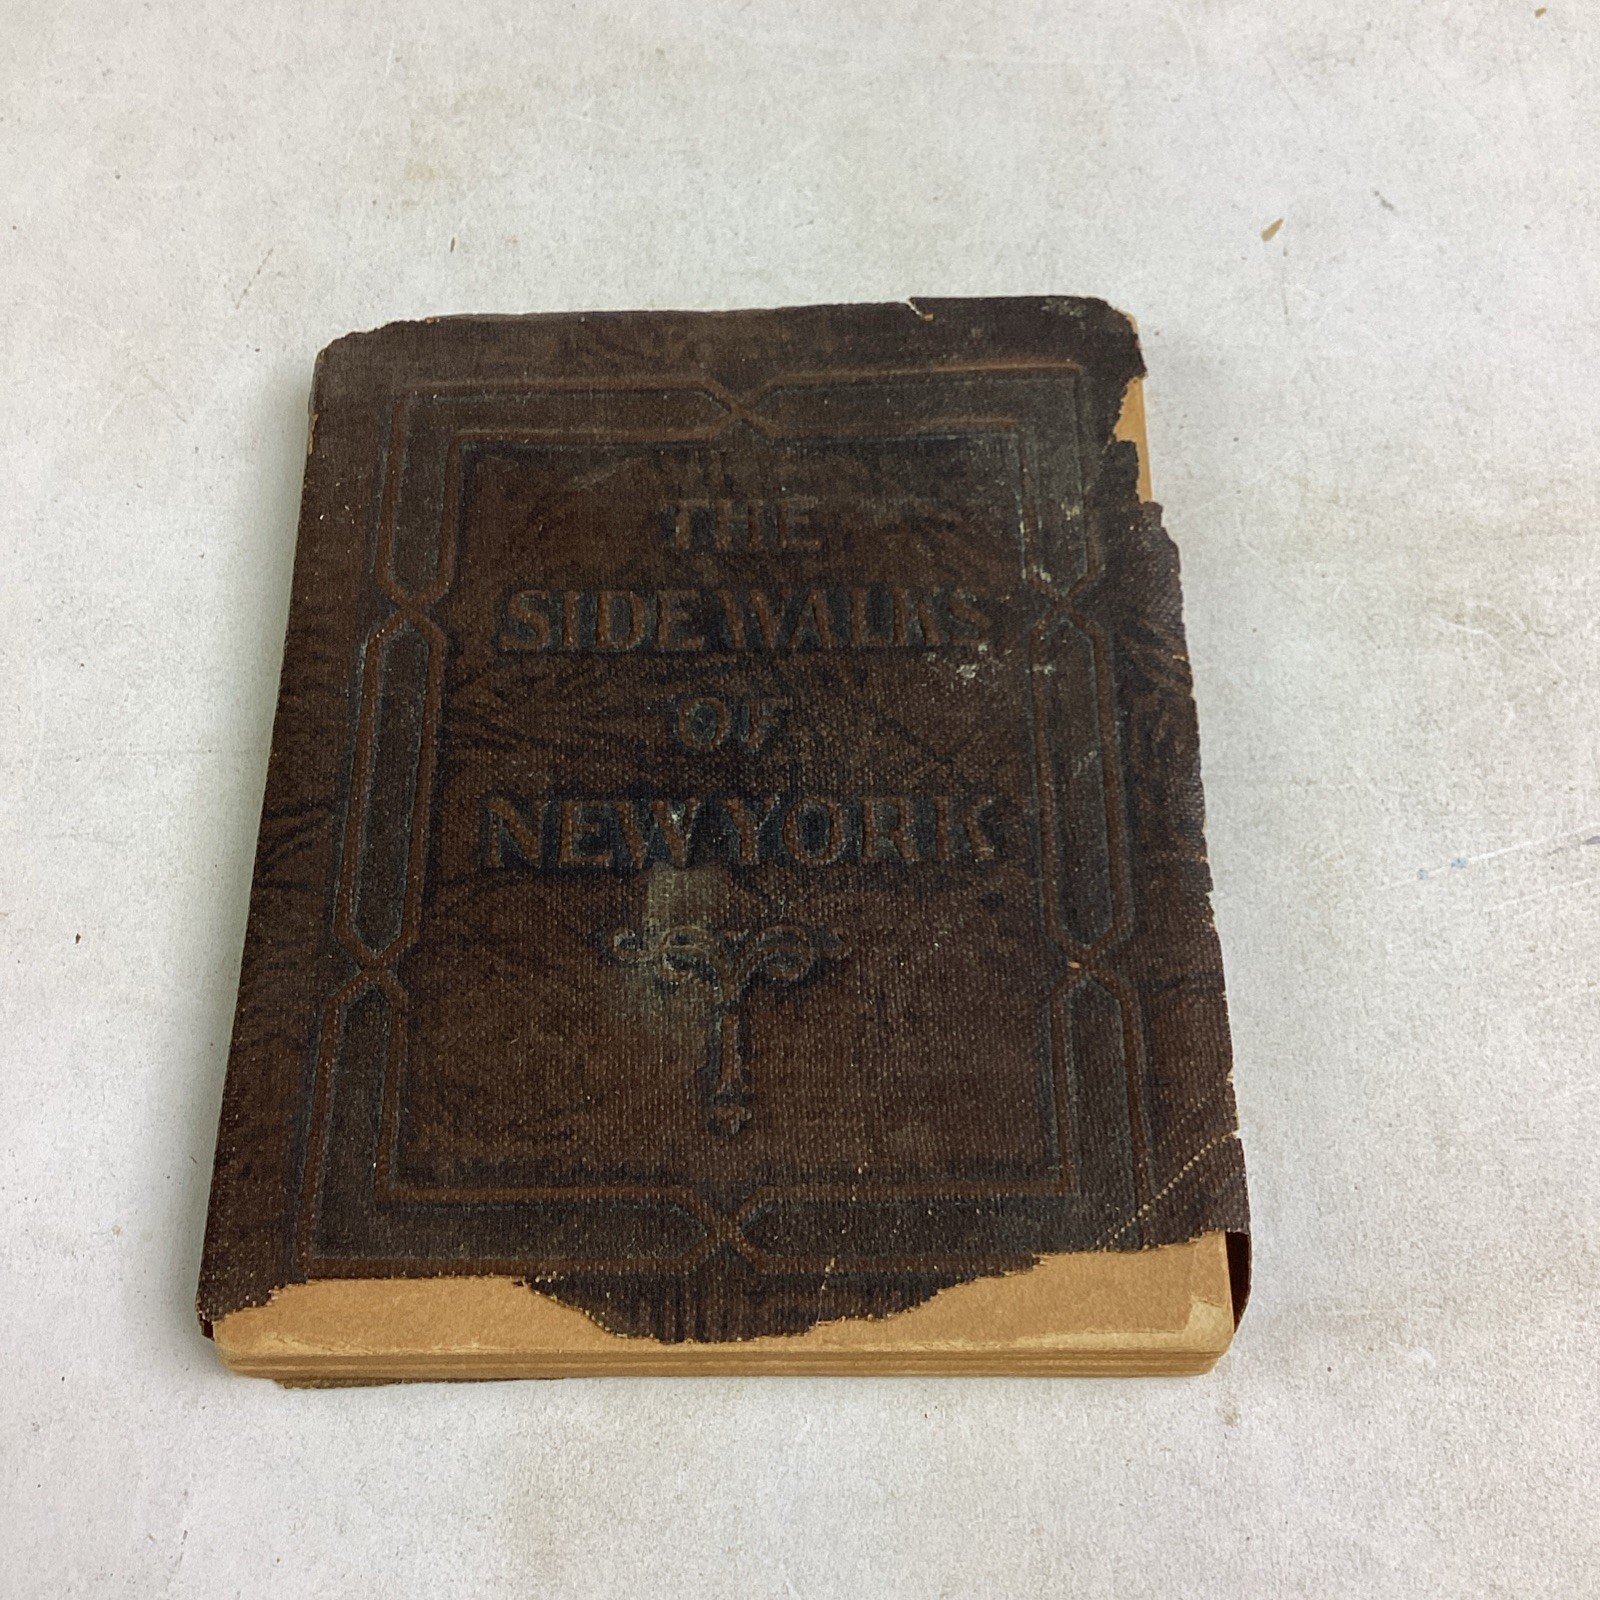 THE
SIDEWALKS
OF
NEW YORK